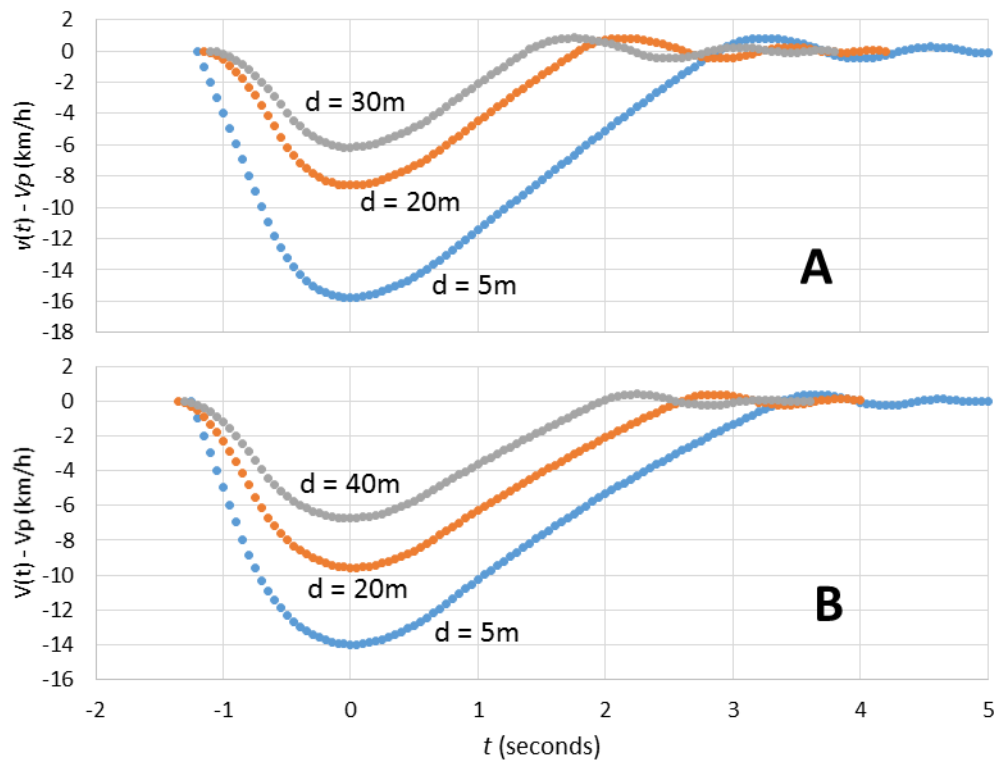 2
0
-2
-4
-6
-8
-10
-12
-14
-16
-18
v(t) - Vp (km/h)
d = 30m
d = 20m
d = 5m
A
2
0
-2
-4
-6
-8
-10
-12
-14
-16
V(t) - Vp (km/h)
d = 40m
d = 20m
d = 5m
B
-2 -1 0 1 2 3 4 5
t (seconds)